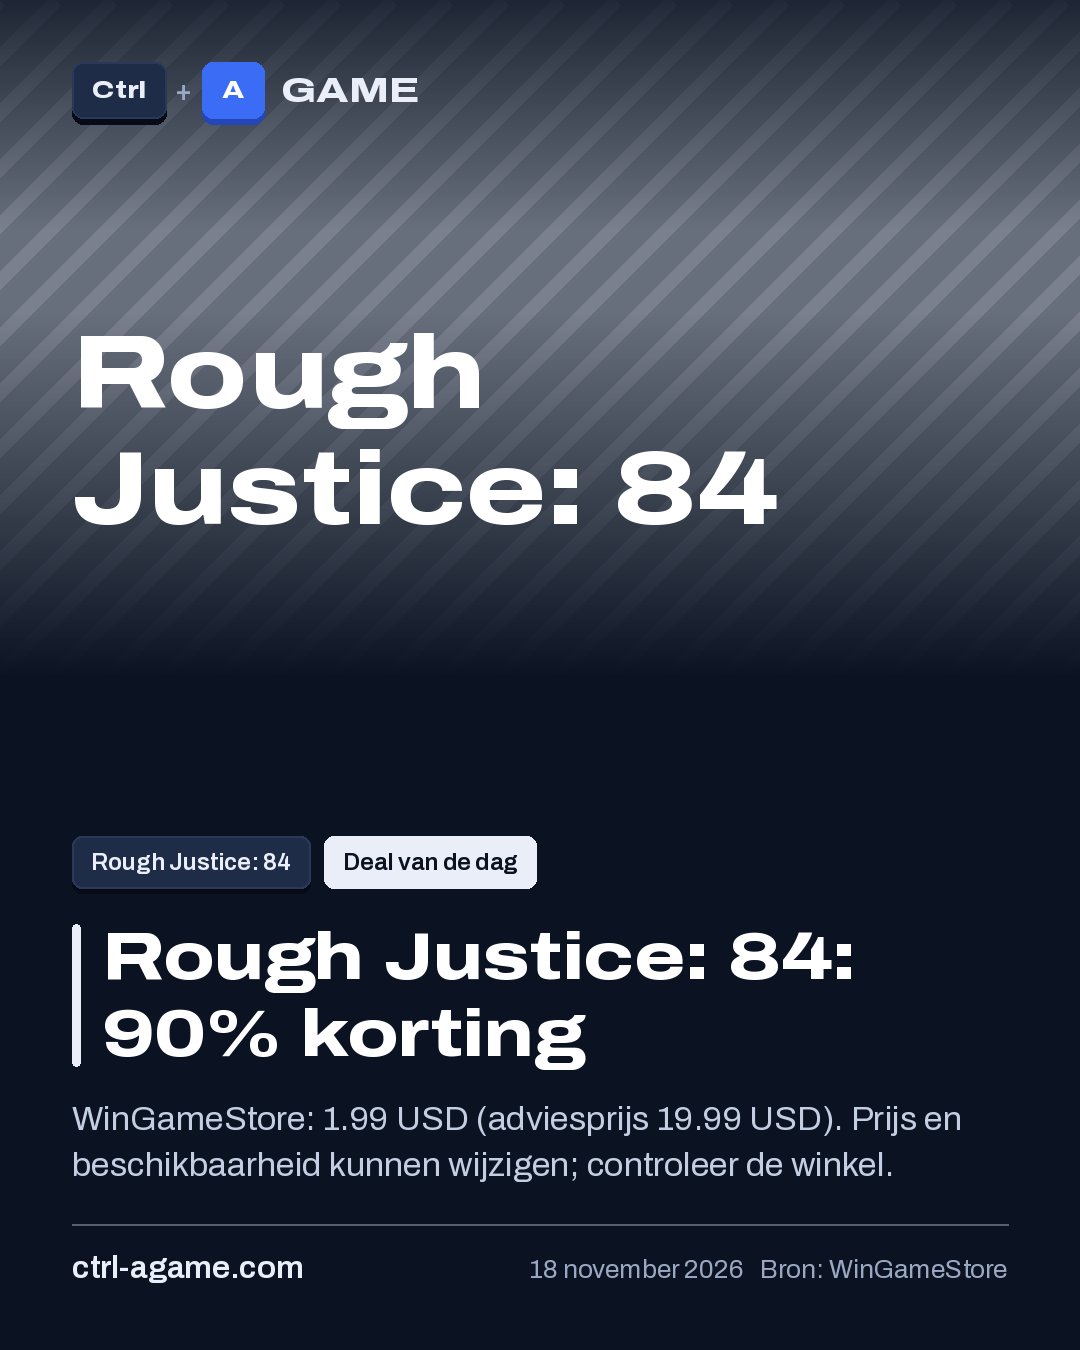 Ctrl + A GAME
Rough
Justice: 84
Rough Justice: 84 Deal van de dag
Rough Justice: 84:
90% korting
WinGameStore: 1.99 USD (adviesprijs 19.99 USD). Prijs en
beschikbaarheid kunnen wijzigen; controleer de winkel.
ctrl-agame.com 18 november 2026 Bron: WinGameStore